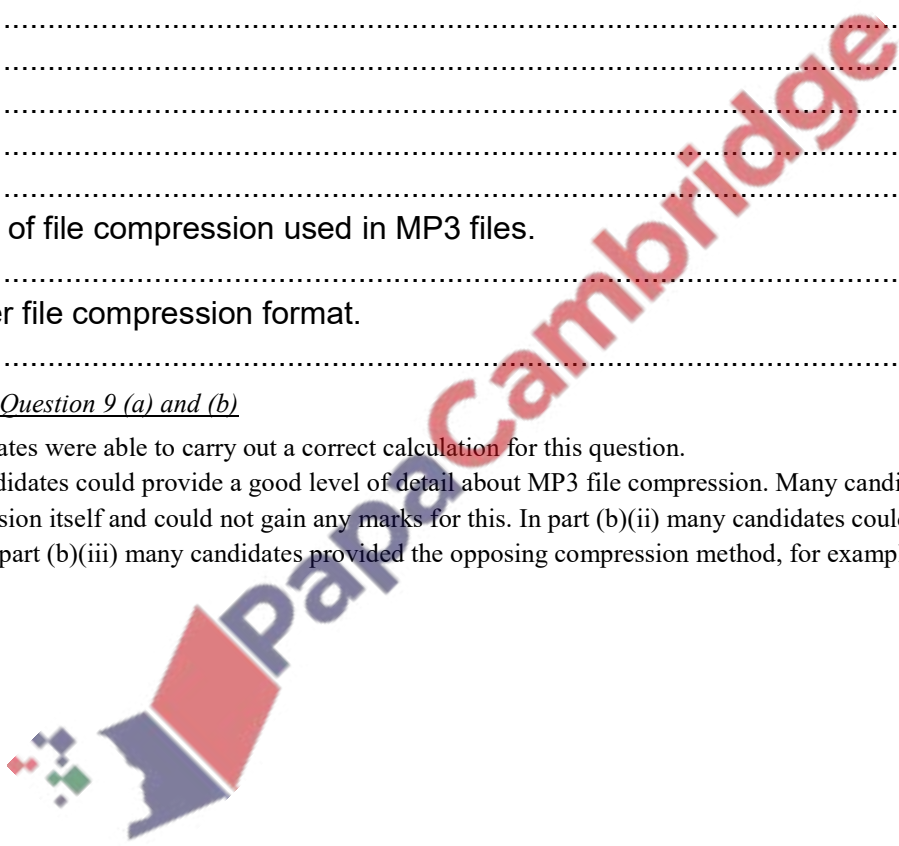 of file compression used in MP3 files.
er file compression format.
Question 9 (a) and (b)
ates were able to carry out a correct calculation for this question.
didates could provide a good level of detail about MP3 file compression. Many candi
sion itself and could not gain any marks for this. In part (b)(ii) many candidates coul
part (b)(iii) many candidates provided the opposing compression method, for exampl
PapaCambridge